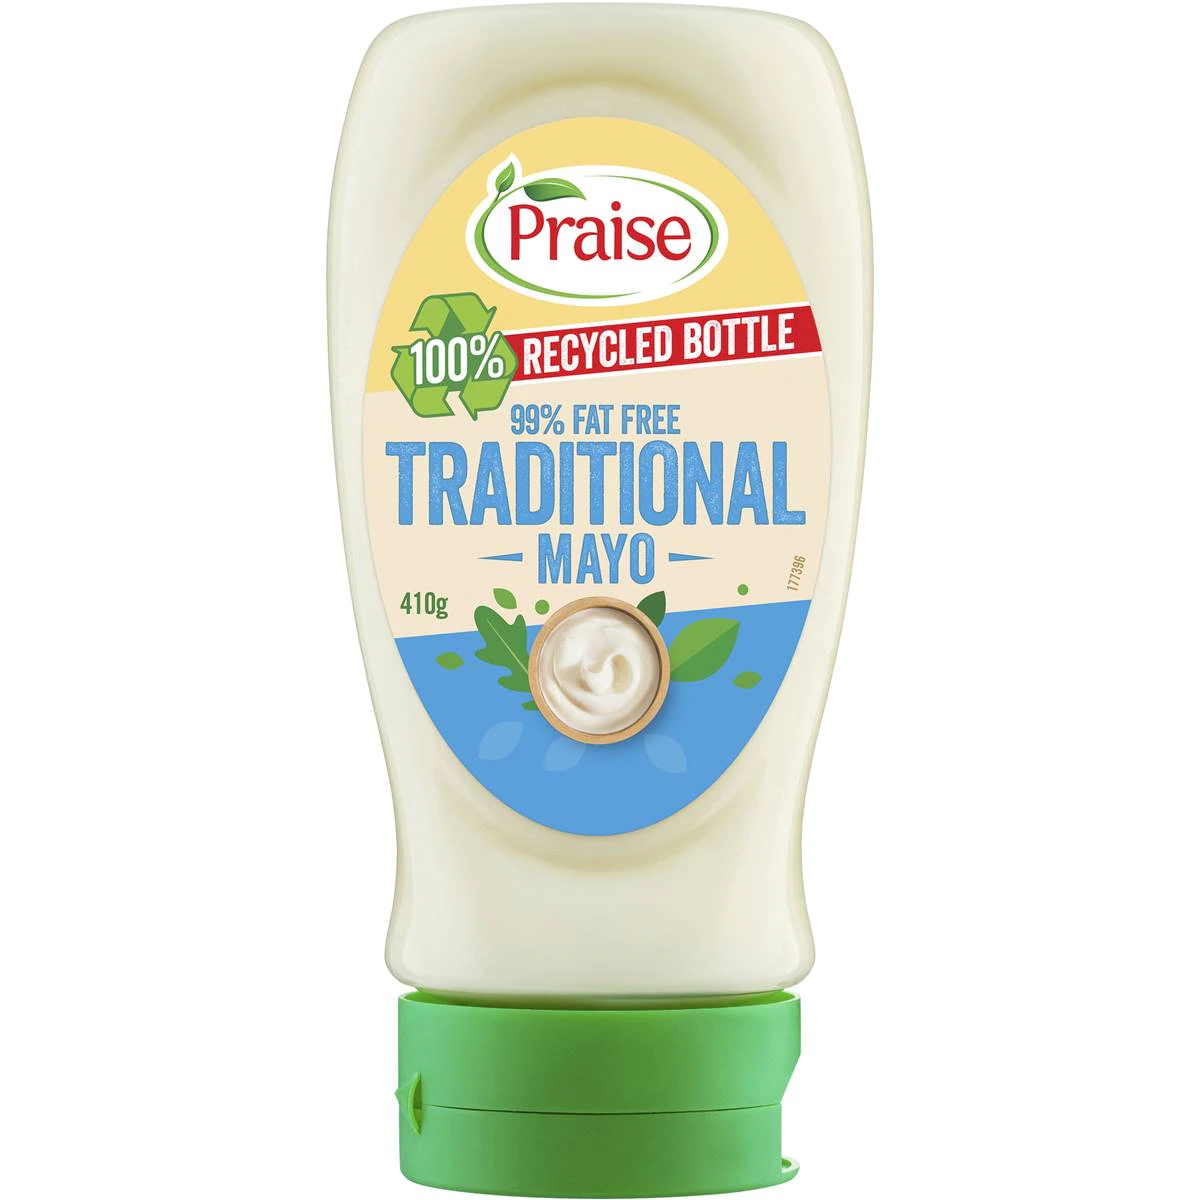 Praise
100% RECYCLED BOTTLE
99% FAT FREE
TRADITIONAL
MAYO
177396
410g